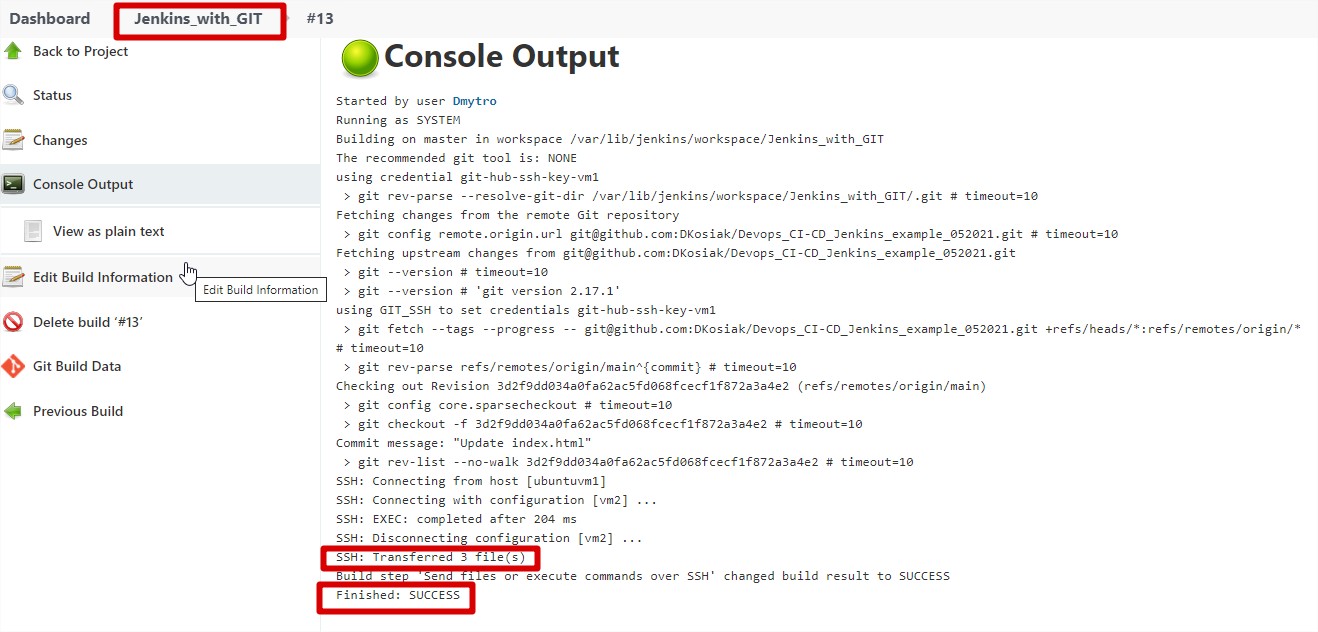 Dashboard Jenkins_with_GIT #13
Back to Project
Status
Changes
Console Output
View as plain text
Edit Build Information
Edit Build Information
Delete build ‘#13’
Git Build Data
Previous Build
Console Output
Started by user Dmytro
Running as SYSTEM
Building on master in workspace /var/lib/jenkins/workspace/Jenkins_with_GIT
The recommended git tool is: NONE
using credential git-hub-ssh-key-vm1
> git rev-parse --resolve-git-dir /var/lib/jenkins/workspace/Jenkins_with_GIT/.git # timeout=10
Fetching changes from the remote Git repository
> git config remote.origin.url git@github.com:DKosiak/Devops_CI-CD_Jenkins_example_052021.git # timeout=10
Fetching upstream changes from git@github.com:DKosiak/Devops_CI-CD_Jenkins_example_052021.git
> git --version # timeout=10
> git --version # 'git version 2.17.1'
using GIT_SSH to set credentials git-hub-ssh-key-vm1
> git fetch --tags --progress -- git@github.com:DKosiak/Devops_CI-CD_Jenkins_example_052021.git +refs/heads/*:refs/remotes/origin/*
# timeout=10
> git rev-parse refs/remotes/origin/main^{commit} # timeout=10
Checking out Revision 3d2f9dd034a0fa62ac5fd068fcecf1f872a3a4e2 (refs/remotes/origin/main)
> git config core.sparsecheckout # timeout=10
> git checkout -f 3d2f9dd034a0fa62ac5fd068fcecf1f872a3a4e2 # timeout=10
Commit message: "Update index.html"
> git rev-list --no-walk 3d2f9dd034a0fa62ac5fd068fcecf1f872a3a4e2 # timeout=10
SSH: Connecting from host [ubuntuvm1]
SSH: Connecting with configuration [vm2] ...
SSH: EXEC: completed after 204 ms
SSH: Disconnecting configuration [vm2] ...
SSH: Transferred 3 file(s)
Build step 'Send files or execute commands over SSH' changed build result to SUCCESS
Finished: SUCCESS